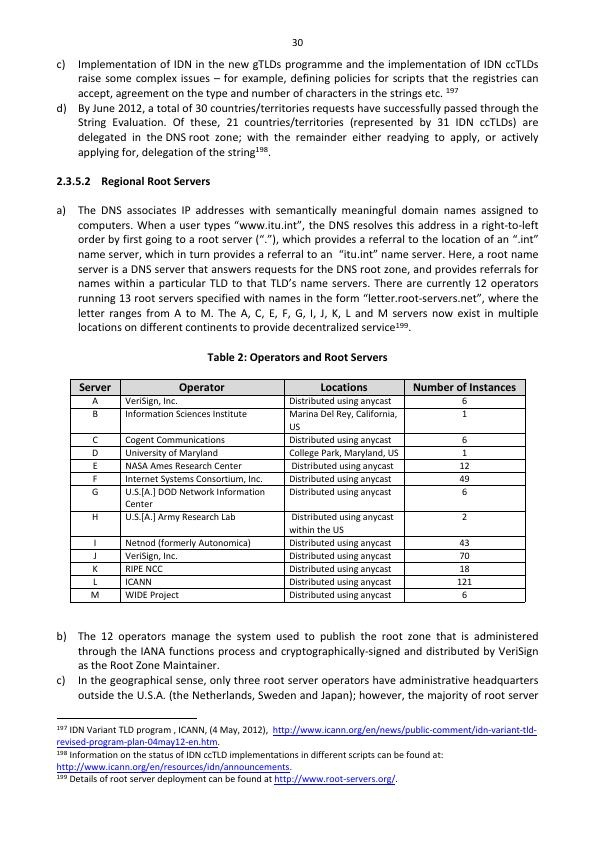 30
c) Implementation of IDN in the new gTLDs programme and the implementation of IDN ccTLDs
raise some complex issues – for example, defining policies for scripts that the registries can
accept, agreement on the type and number of characters in the strings etc. 197
d) By June 2012, a total of 30 countries/territories requests have successfully passed through the
String Evaluation. Of these, 21 countries/territories (represented by 31 IDN ccTLDs) are
delegated in the DNS root zone; with the remainder either readying to apply, or actively
applying for, delegation of the string198.
2.3.5.2 Regional Root Servers
a) The DNS associates IP addresses with semantically meaningful domain names assigned to
computers. When a user types “www.itu.int”, the DNS resolves this address in a right-to-left
order by first going to a root server (“.”), which provides a referral to the location of an “.int”
name server, which in turn provides a referral to an “itu.int” name server. Here, a root name
server is a DNS server that answers requests for the DNS root zone, and provides referrals for
names within a particular TLD to that TLD’s name servers. There are currently 12 operators
running 13 root servers specified with names in the form “letter.root-servers.net”, where the
letter ranges from A to M. The A, C, E, F, G, I, J, K, L and M servers now exist in multiple
locations on different continents to provide decentralized service199.
Table 2: Operators and Root Servers
Server Operator Locations Number of Instances
A VeriSign, Inc. Distributed using anycast 6
B Information Sciences Institute Marina Del Rey, California, 1
US
C Cogent Communications Distributed using anycast 6
D University of Maryland College Park, Maryland, US 1
E NASA Ames Research Center Distributed using anycast 12
F Internet Systems Consortium, Inc. Distributed using anycast 49
G U.S.[A.] DOD Network Information Distributed using anycast 6
Center
H U.S.[A.] Army Research Lab Distributed using anycast 2
within the US
I Netnod (formerly Autonomica) Distributed using anycast 43
J VeriSign, Inc. Distributed using anycast 70
K RIPE NCC Distributed using anycast 18
L ICANN Distributed using anycast 121
M WIDE Project Distributed using anycast 6
b) The 12 operators manage the system used to publish the root zone that is administered
through the IANA functions process and cryptographically-signed and distributed by VeriSign
as the Root Zone Maintainer.
c) In the geographical sense, only three root server operators have administrative headquarters
outside the U.S.A. (the Netherlands, Sweden and Japan); however, the majority of root server
197 IDN Variant TLD program , ICANN, (4 May, 2012), http://www.icann.org/en/news/public-comment/idn-variant-tld-
revised-program-plan-04may12-en.htm.
198 Information on the status of IDN ccTLD implementations in different scripts can be found at:
http://www.icann.org/en/resources/idn/announcements.
199 Details of root server deployment can be found at http://www.root-servers.org/.